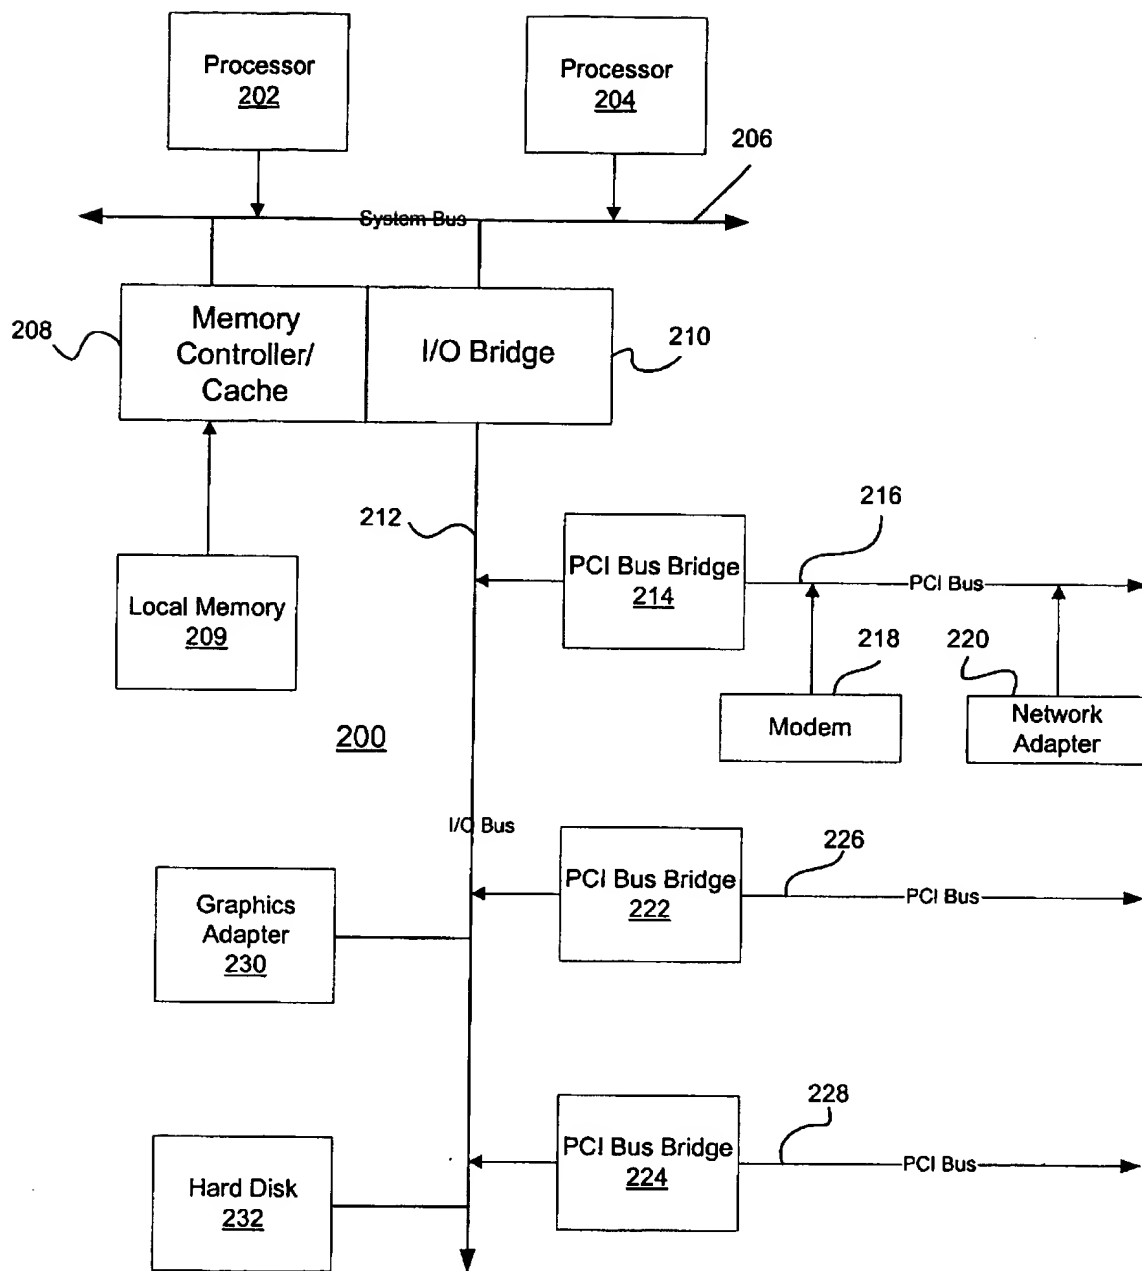 Processor
202
Processor
204
206
System Bus
208
Memory
Controller/
Cache
I/O Bridge
210
212
216
PCI Bus Bridge
214
PCI Bus
Local Memory
209
218
220
Modem
Network
Adapter
200
I/O Bus
226
PCI Bus Bridge
222
PCI Bus
Graphics
Adapter
230
228
PCI Bus Bridge
224
PCI Bus
Hard Disk
232